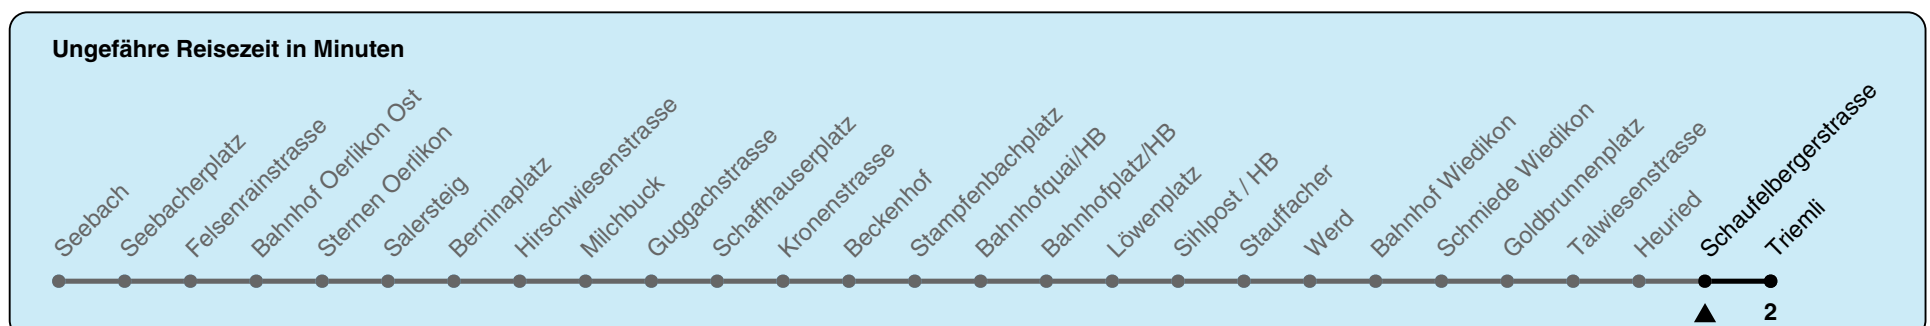 Ungefähre Reisezeit in Minuten
Seebach
Seebacherplatz
Felsenrainstrasse
Bahnhof Oerlikon Ost
Sternen Oerlikon
Salersteig
Berninaplatz
Hirschwiesenstrasse
Milchbuck
Guggachstrasse
Schaffhauserplatz
Kronenstrasse
Beckenhof
Stampfenbachplatz
Bahnhofquai/HB
Bahnhofplatz/HB
Löwenplatz
Sihlpost / HB
Stauffacher
Werd
Bahnhof Wiedikon
Schmiede Wiedikon
Goldbrunnenplatz
Talwiesenstrasse
Heuried
Schaufelbergerstrasse
Triemli
2